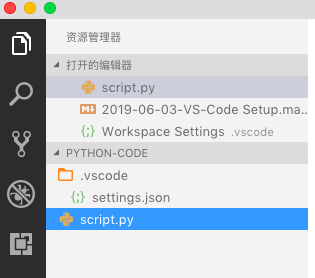 资源管理器
打开的编辑器
script.py
2019-06-03-VS-Code Setup.ma...
Workspace Settings .vscode
PYTHON-CODE
.vscode
settings.json
script.py